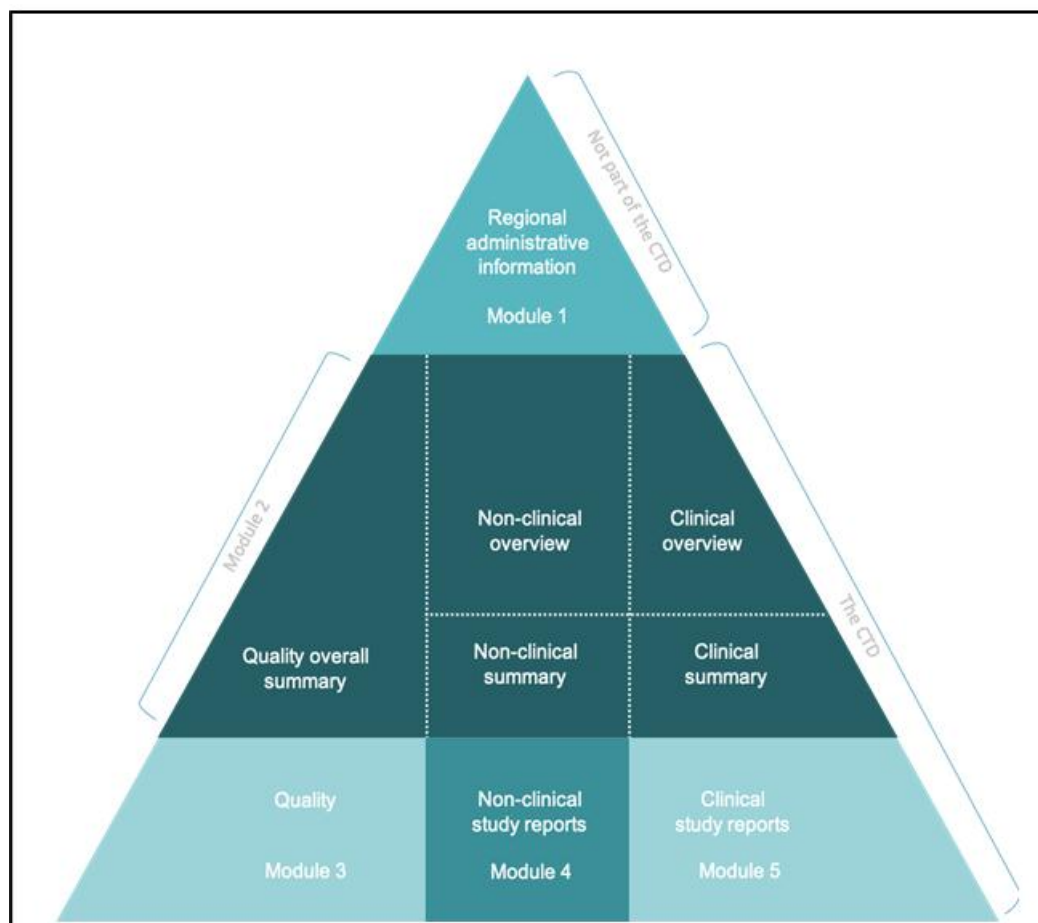 Not part of the CTD
Regional
administrative
information
Module 1
Module 2
The CTD
Non-clinical
overview
Clinical
overview
Quality overall
summary
Non-clinical
summary
Clinical
summary
Quality
Module 3
Non-clinical
study reports
Module 4
Clinical
study reports
Module 5